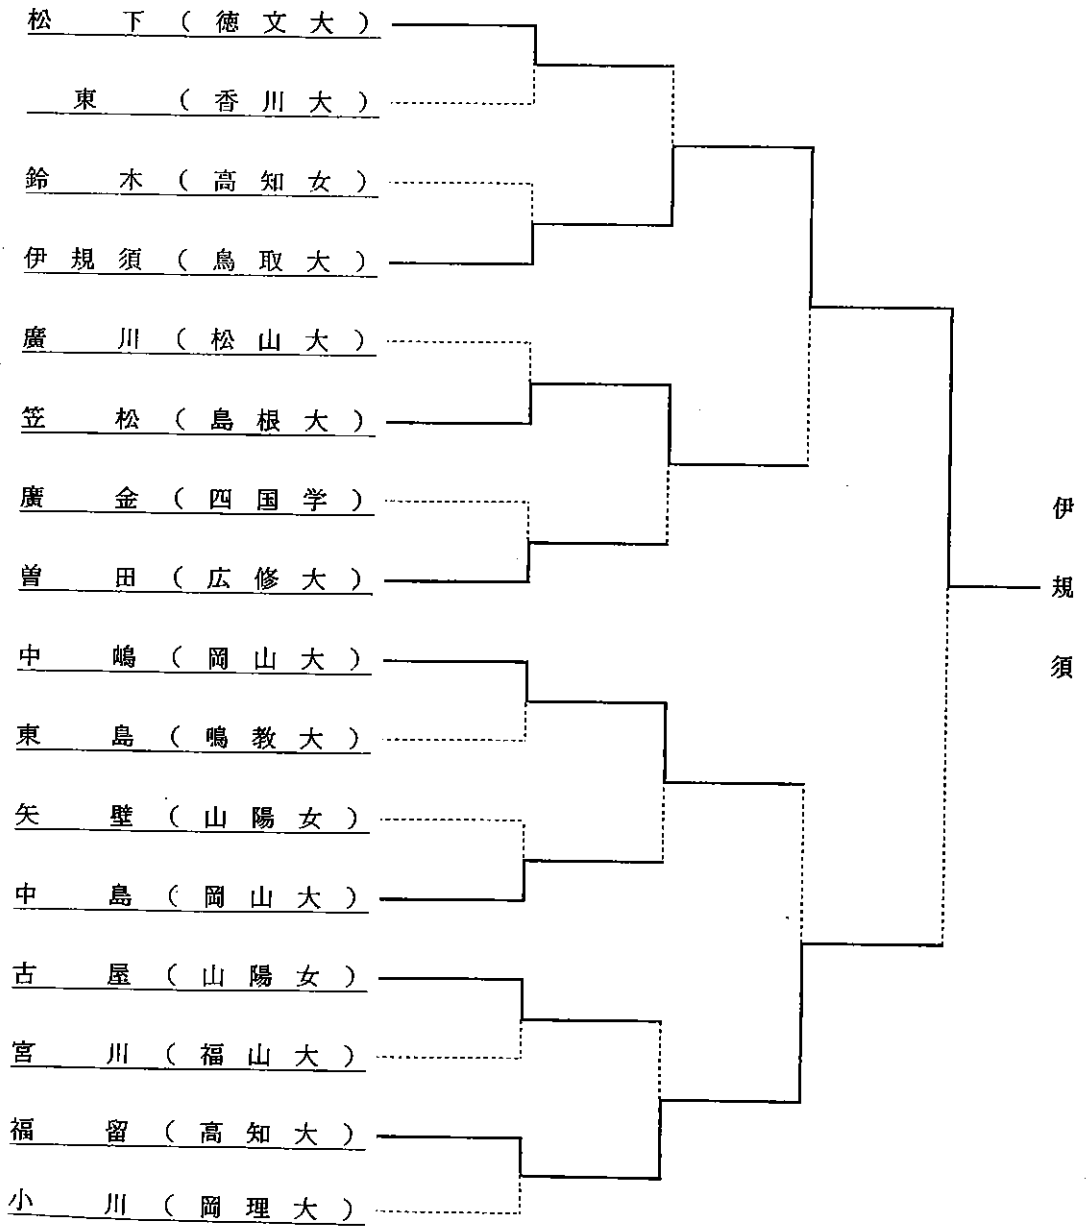 松下（徳文大）
東（香川大）
鈴木（高知女）
伊規須（鳥取大）
廣川（松山大）
笠松（島根大）
廣金（四国学）
曽田（広修大）
中嶋（岡山大）
東島（鳴教大）
矢壁（山陽女）
中島（岡山大）
古屋（山陽女）
宮川（福山大）
福留（高知大）
小川（岡理大）
伊規須